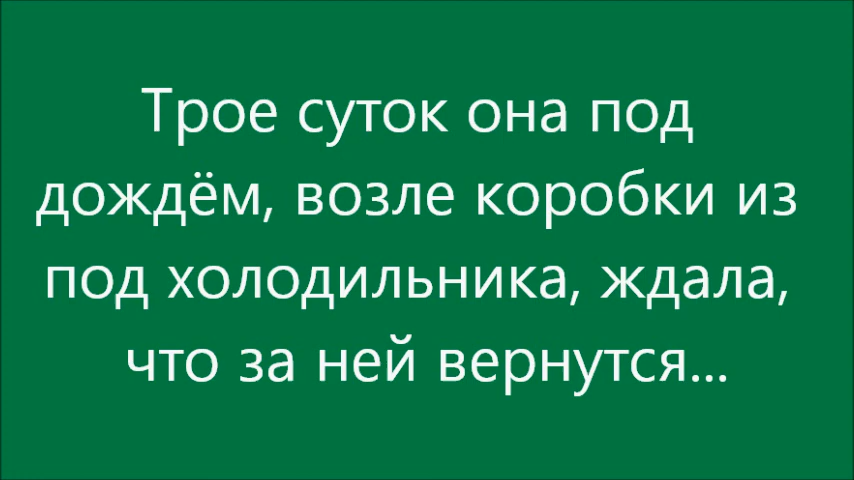 Трое суток она под
дождём, возле коробки из
под холодильника, ждала,
что за ней вернутся...